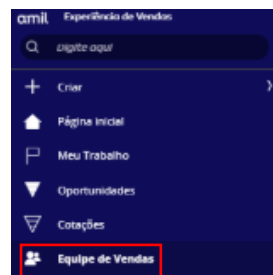 amil Experiência de Vendas
Digite aqui
Criar
Página inicial
Meu Trabalho
Oportunidades
Cotações
Equipe de Vendas